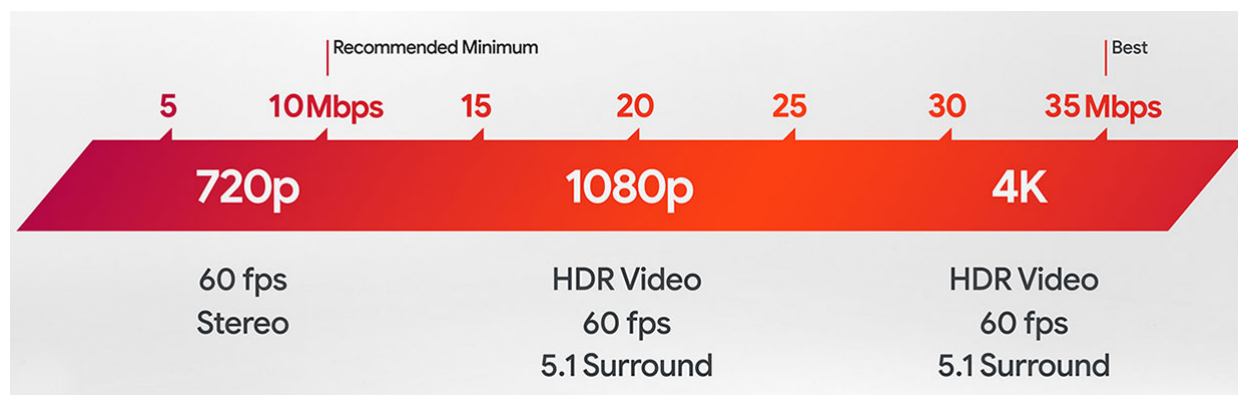 Recommended Minimum
Best
5
10 Mbps
15
20
25
30
35 Mbps
720p
1080p
4K
60 fps
Stereo
HDR Video
60 fps
5.1 Surround
HDR Video
60 fps
5.1 Surround